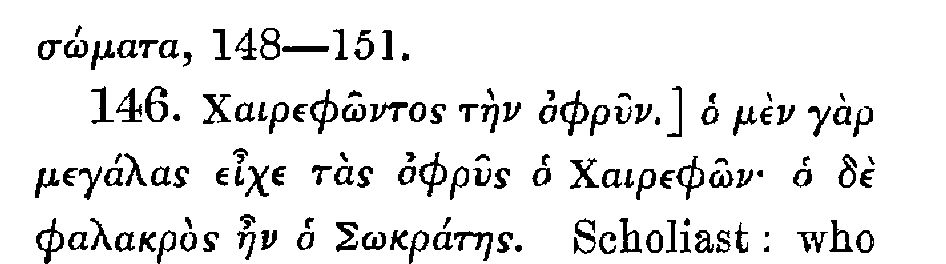 σώματα, 148—151.
146. Χαιρεφῶντος τὴν ὀφρῦν.] ὁ μὲν γὰρ
μεγάλας εἶχε τὰς ὀφρῦς ὁ Χαιρεφῶν· ὁ δὲ
φαλακρὸς ἦν ὁ Σωκράτης. Scholiast: who